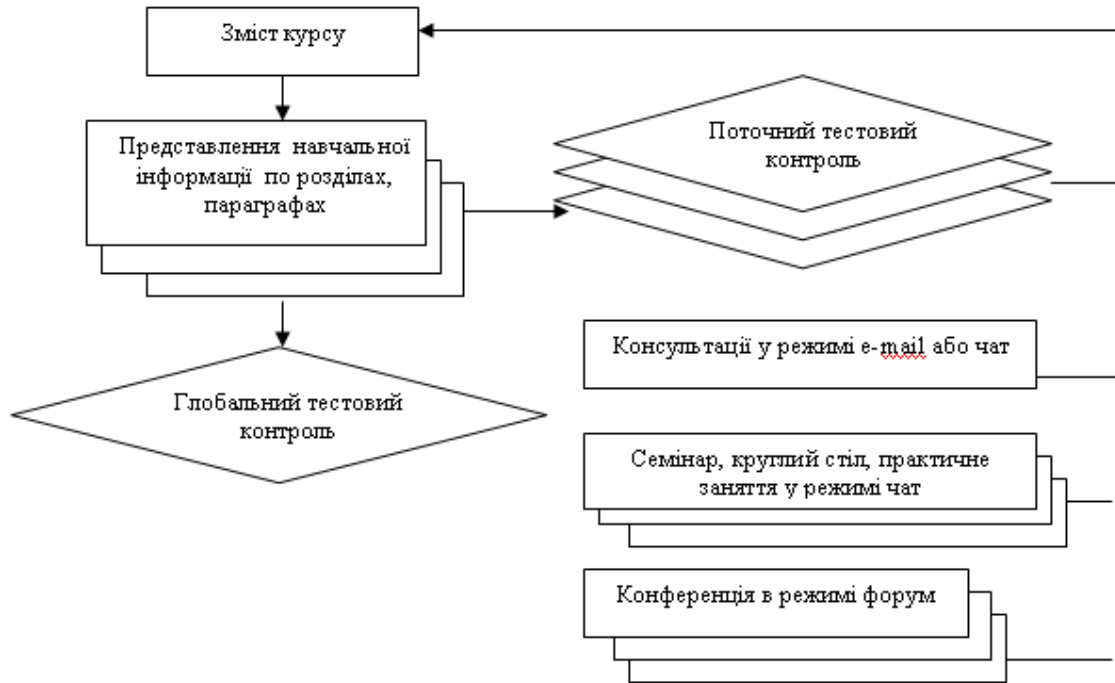 Зміст курсу
Представлення навчальної
інформації по розділах,
параграфах
Поточний тестовий
контроль
Глобальний тестовий
контроль
Консультації у режимі e-mail або чат
Семінар, круглий стіл, практичне
заняття у режимі чат
Конференція в режимі форум